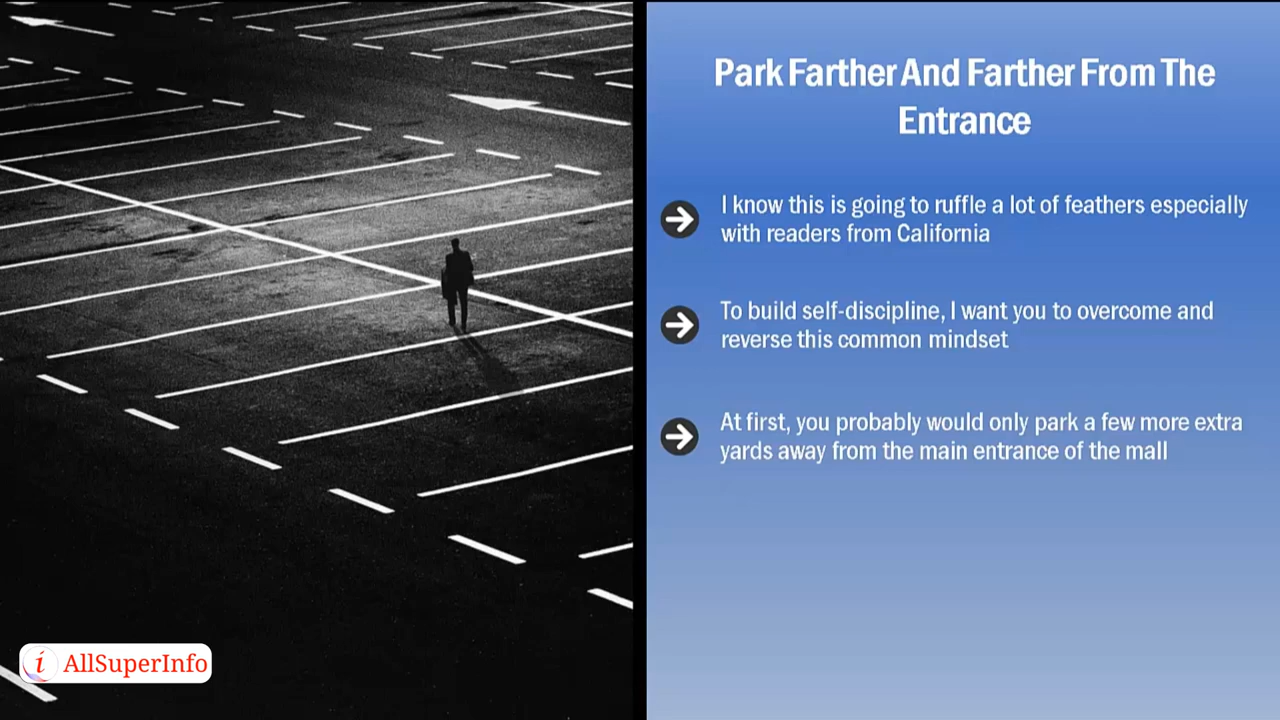 Park Farther And Farther From The
Entrance
I know this is going to ruffle a lot of feathers especially
with readers from California
To build self-discipline, I want you to overcome and
reverse this common mindset
At first, you probably would only park a few more extra
yards away from the main entrance of the mall
i AllSuperInfo